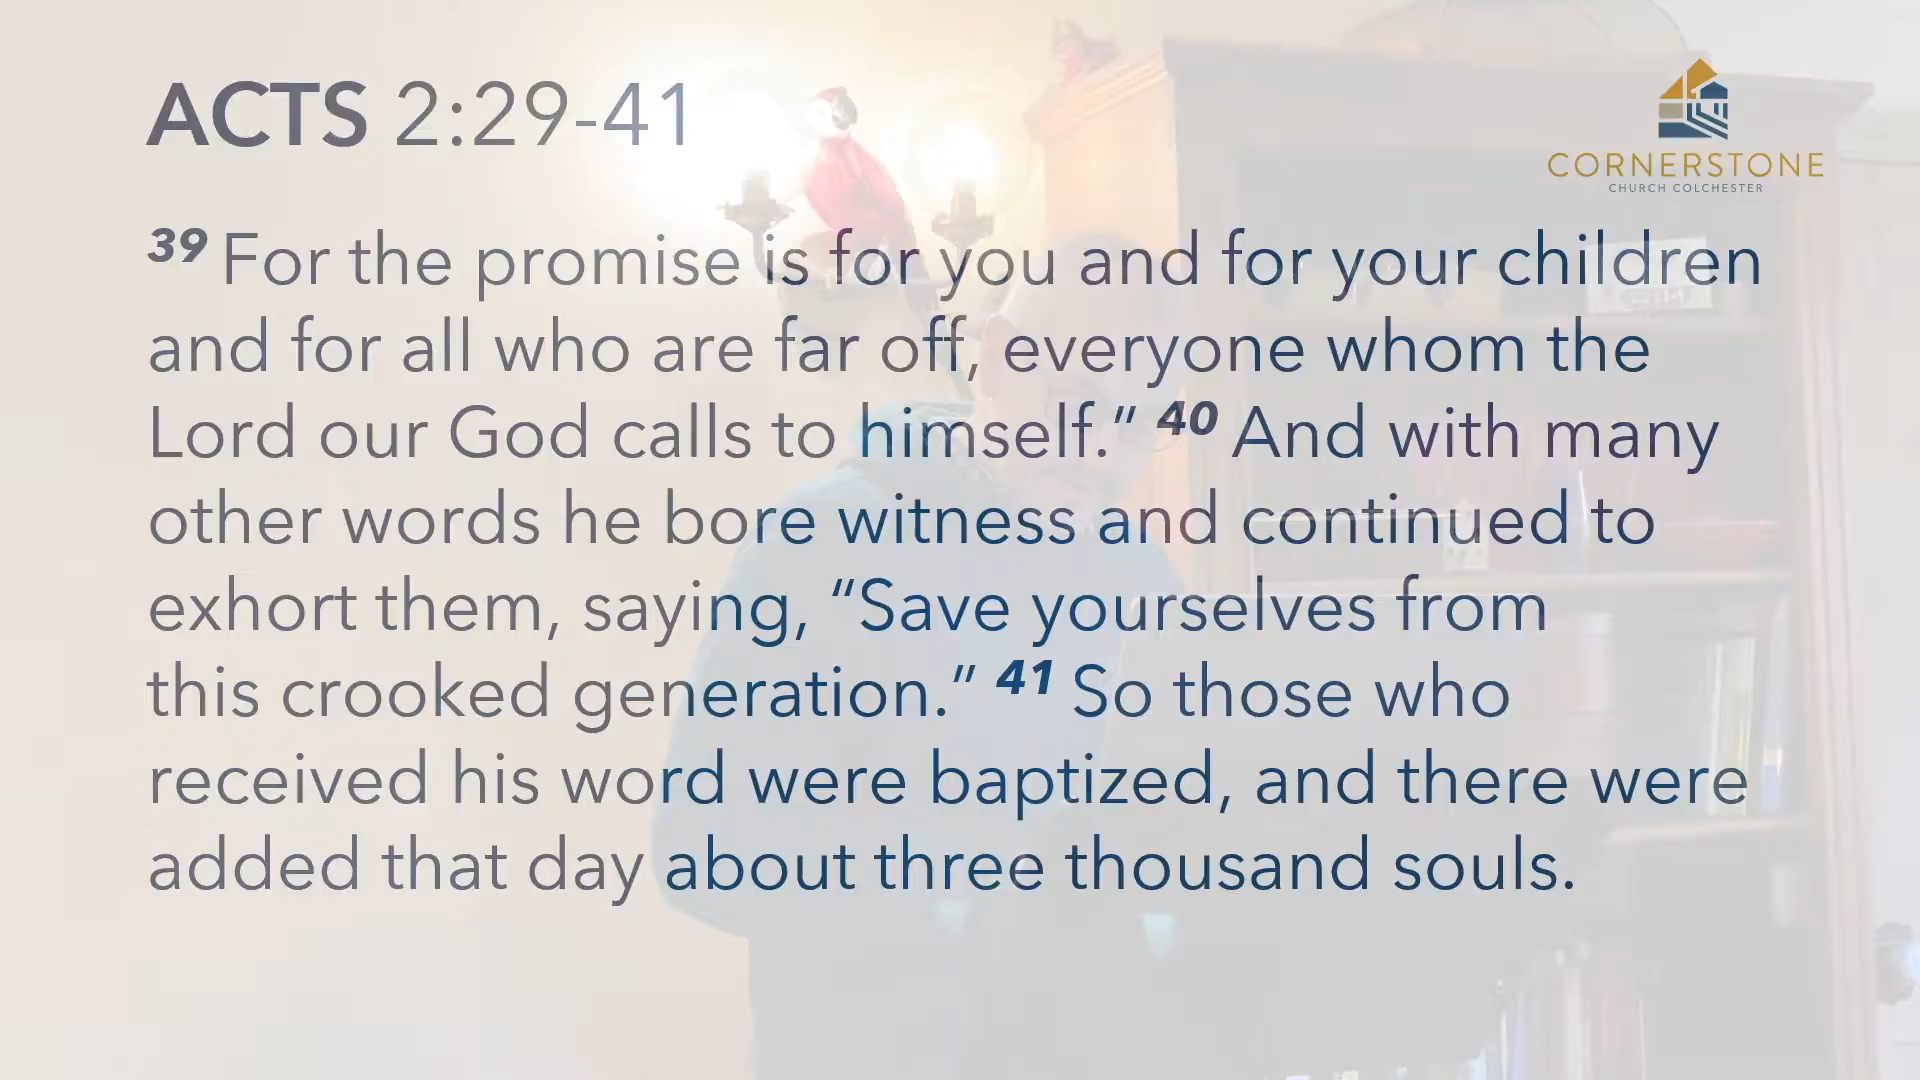 ACTS 2:29-41
CORNERSTONE
CHURCH COLCHESTER
39 For the promise is for you and for your children
and for all who are far off, everyone whom the
Lord our God calls to himself.” 40 And with many
other words he bore witness and continued to
exhort them, saying, “Save yourselves from
this crooked generation.” 41 So those who
received his word were baptized, and there were
added that day about three thousand souls.